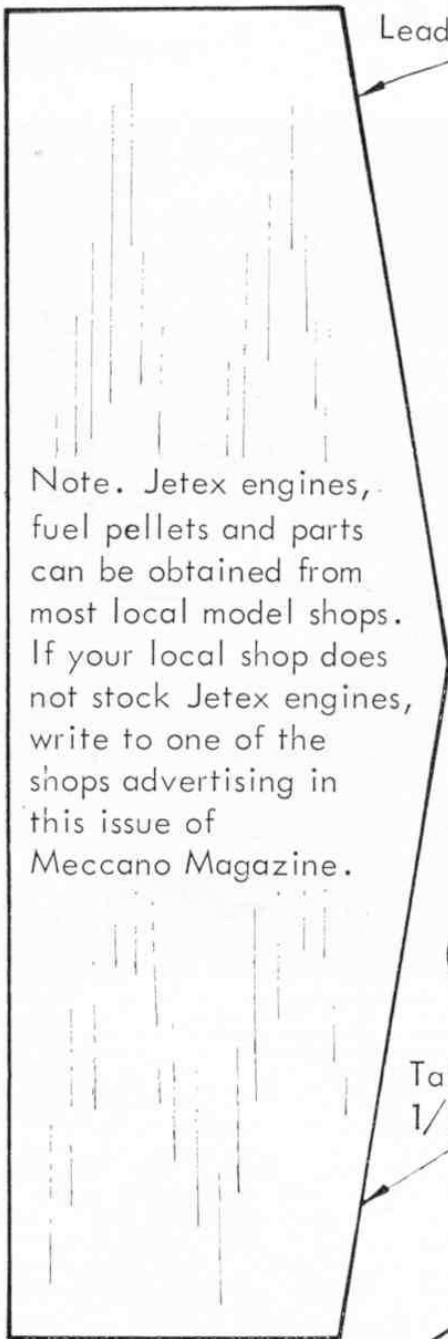 Lead
Note. Jetex engines,
fuel pellets and parts
can be obtained from
most local model shops.
If your local shop does
not stock Jetex engines,
write to one of the
shops advertising in
this issue of
Meccano Magazine.
Ta
1/